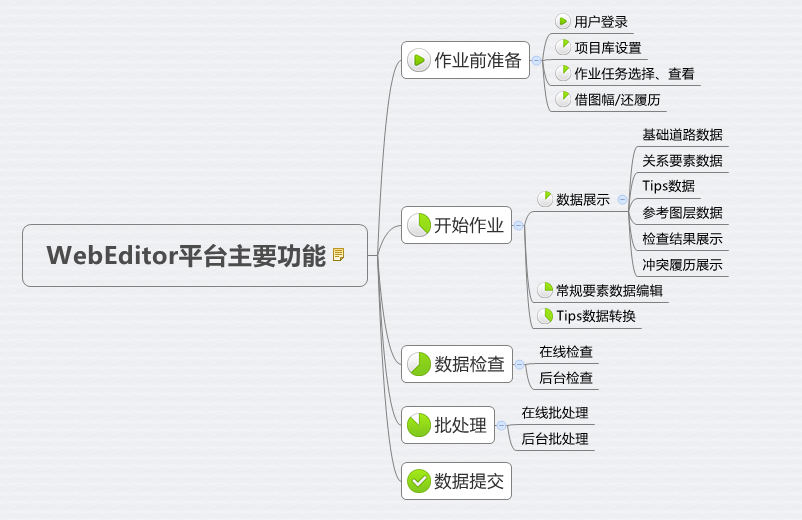 WebEditor平台主要功能
作业前准备
用户登录
项目库设置
作业任务选择、查看
借图幅/还履历
开始作业
数据展示
基础道路数据
关系要素数据
Tips数据
参考图层数据
检查结果展示
冲突履历展示
常规要素数据编辑
Tips数据转换
数据检查
在线检查
后台检查
批处理
在线批处理
后台批处理
数据提交